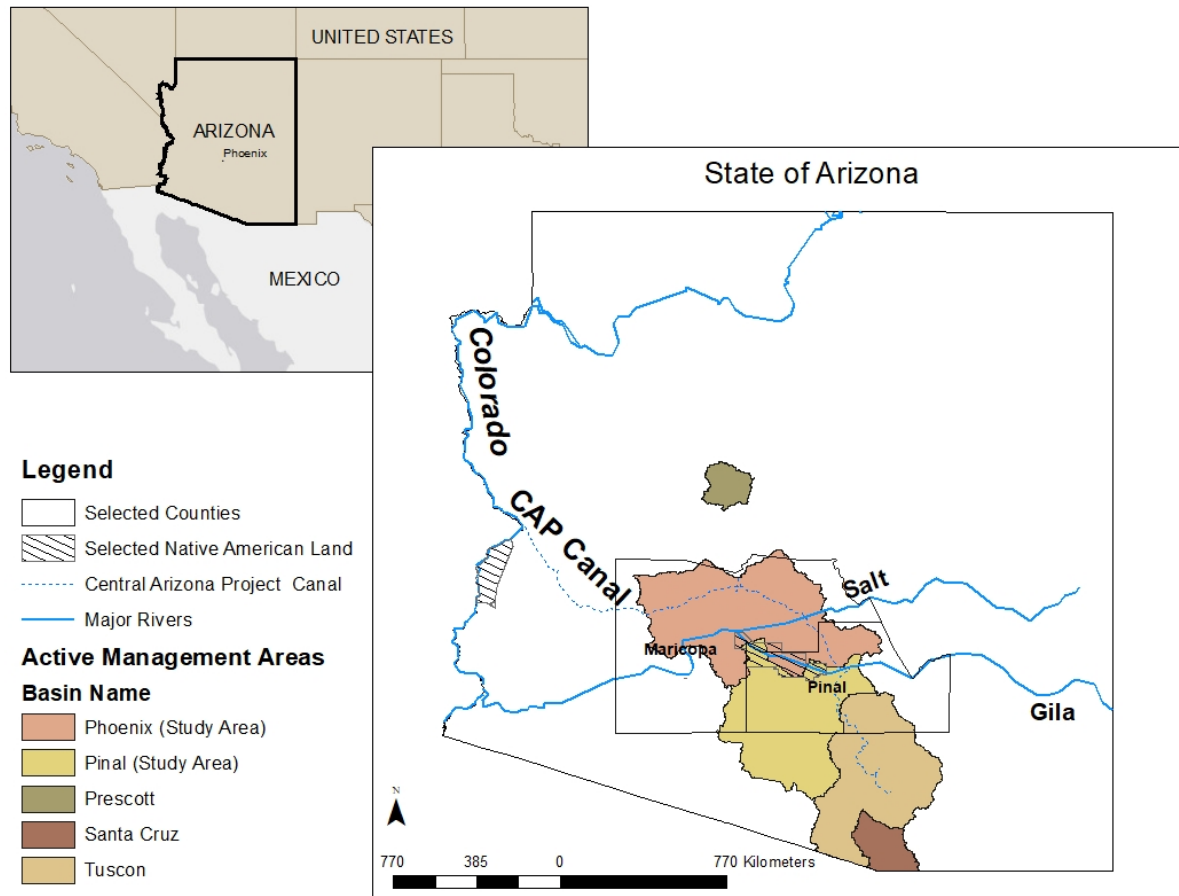 UNITED STATES
ARIZONA
Phoenix
MEXICO
State of Arizona
Colorado
CAP Canal
Salt
Maricopa
Pinal
Gila
N
770 385 0 770 Kilometers
Legend
Selected Counties
Selected Native American Land
Central Arizona Project Canal
Major Rivers
Active Management Areas
Basin Name
Phoenix (Study Area)
Pinal (Study Area)
Prescott
Santa Cruz
Tuscon